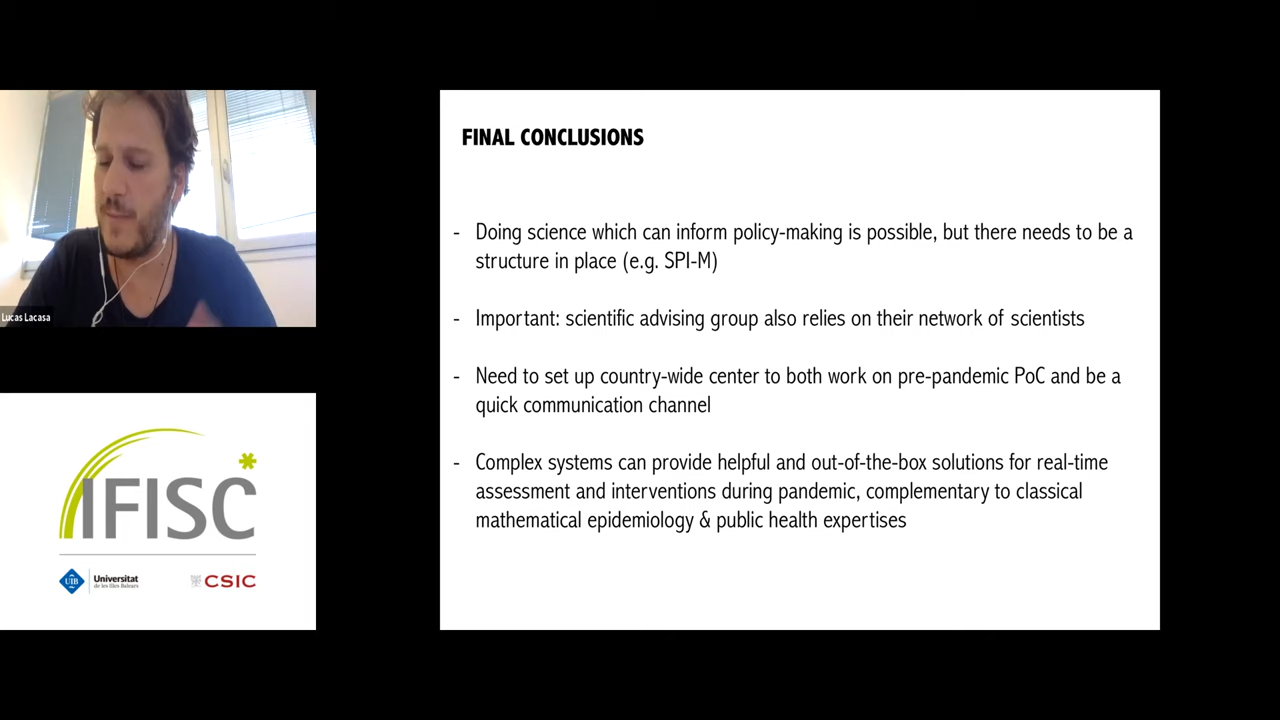 Lucas Lacasa
IFISC
UIB
Universitat
de les Illes Balears
CSIC
FINAL CONCLUSIONS
- Doing science which can inform policy-making is possible, but there needs to be a
structure in place (e.g. SPI-M)
- Important: scientific advising group also relies on their network of scientists
- Need to set up country-wide center to both work on pre-pandemic PoC and be a
quick communication channel
- Complex systems can provide helpful and out-of-the-box solutions for real-time
assessment and interventions during pandemic, complementary to classical
mathematical epidemiology & public health expertises